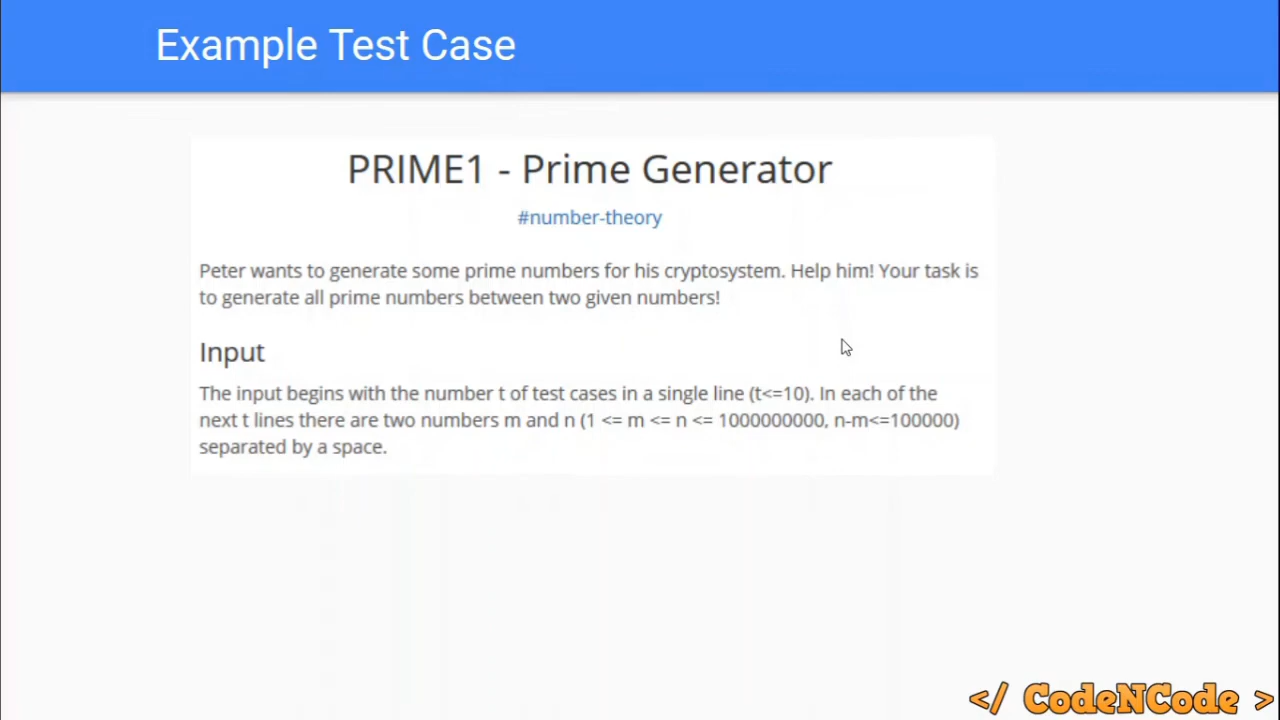 Example Test Case
PRIME1 - Prime Generator
#number-theory
Peter wants to generate some prime numbers for his cryptosystem. Help him! Your task is
to generate all prime numbers between two given numbers!
Input
The input begins with the number t of test cases in a single line (t<=10). In each of the
next t lines there are two numbers m and n (1 <= m <= n <= 1000000000, n-m<=100000)
separated by a space.
</ CodeNCode >